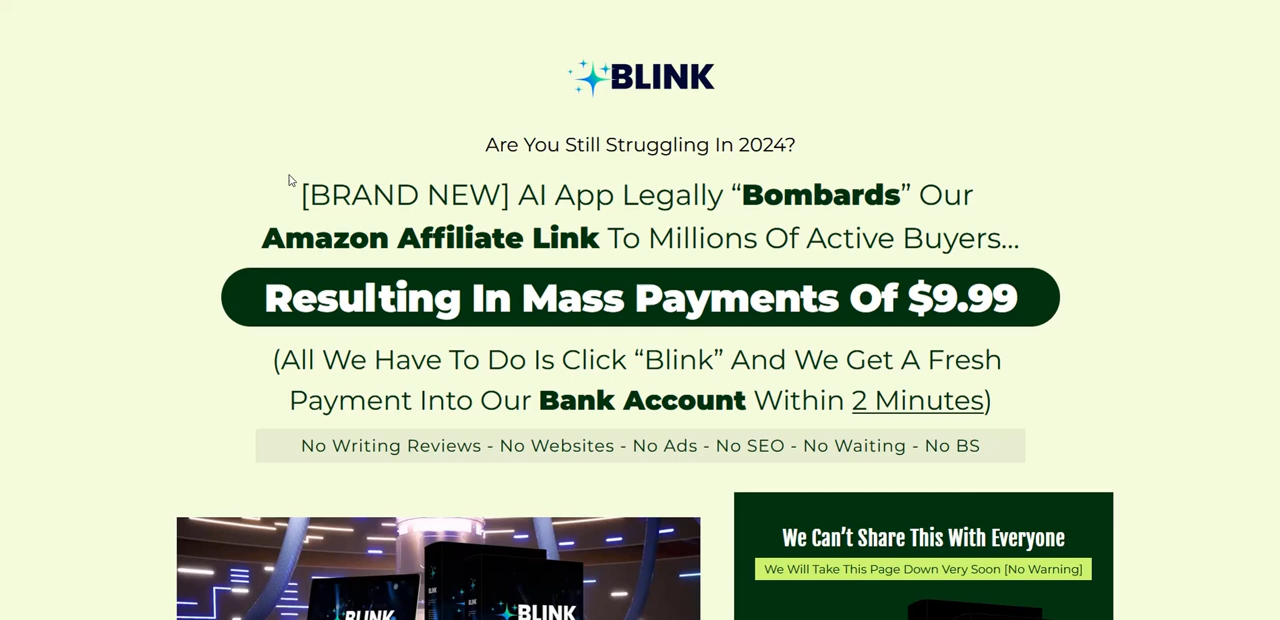 BLINK
Are You Still Struggling In 2024?
[BRAND NEW] AI App Legally “Bombards” Our
Amazon Affiliate Link To Millions Of Active Buyers...
Resulting In Mass Payments Of $9.99
(All We Have To Do Is Click “Blink” And We Get A Fresh
Payment Into Our Bank Account Within 2 Minutes)
No Writing Reviews - No Websites - No Ads - No SEO - No Waiting - No BS
We Can’t Share This With Everyone
We Will Take This Page Down Very Soon [No Warning]
BLINK
BLINK
BLINK
BLINK